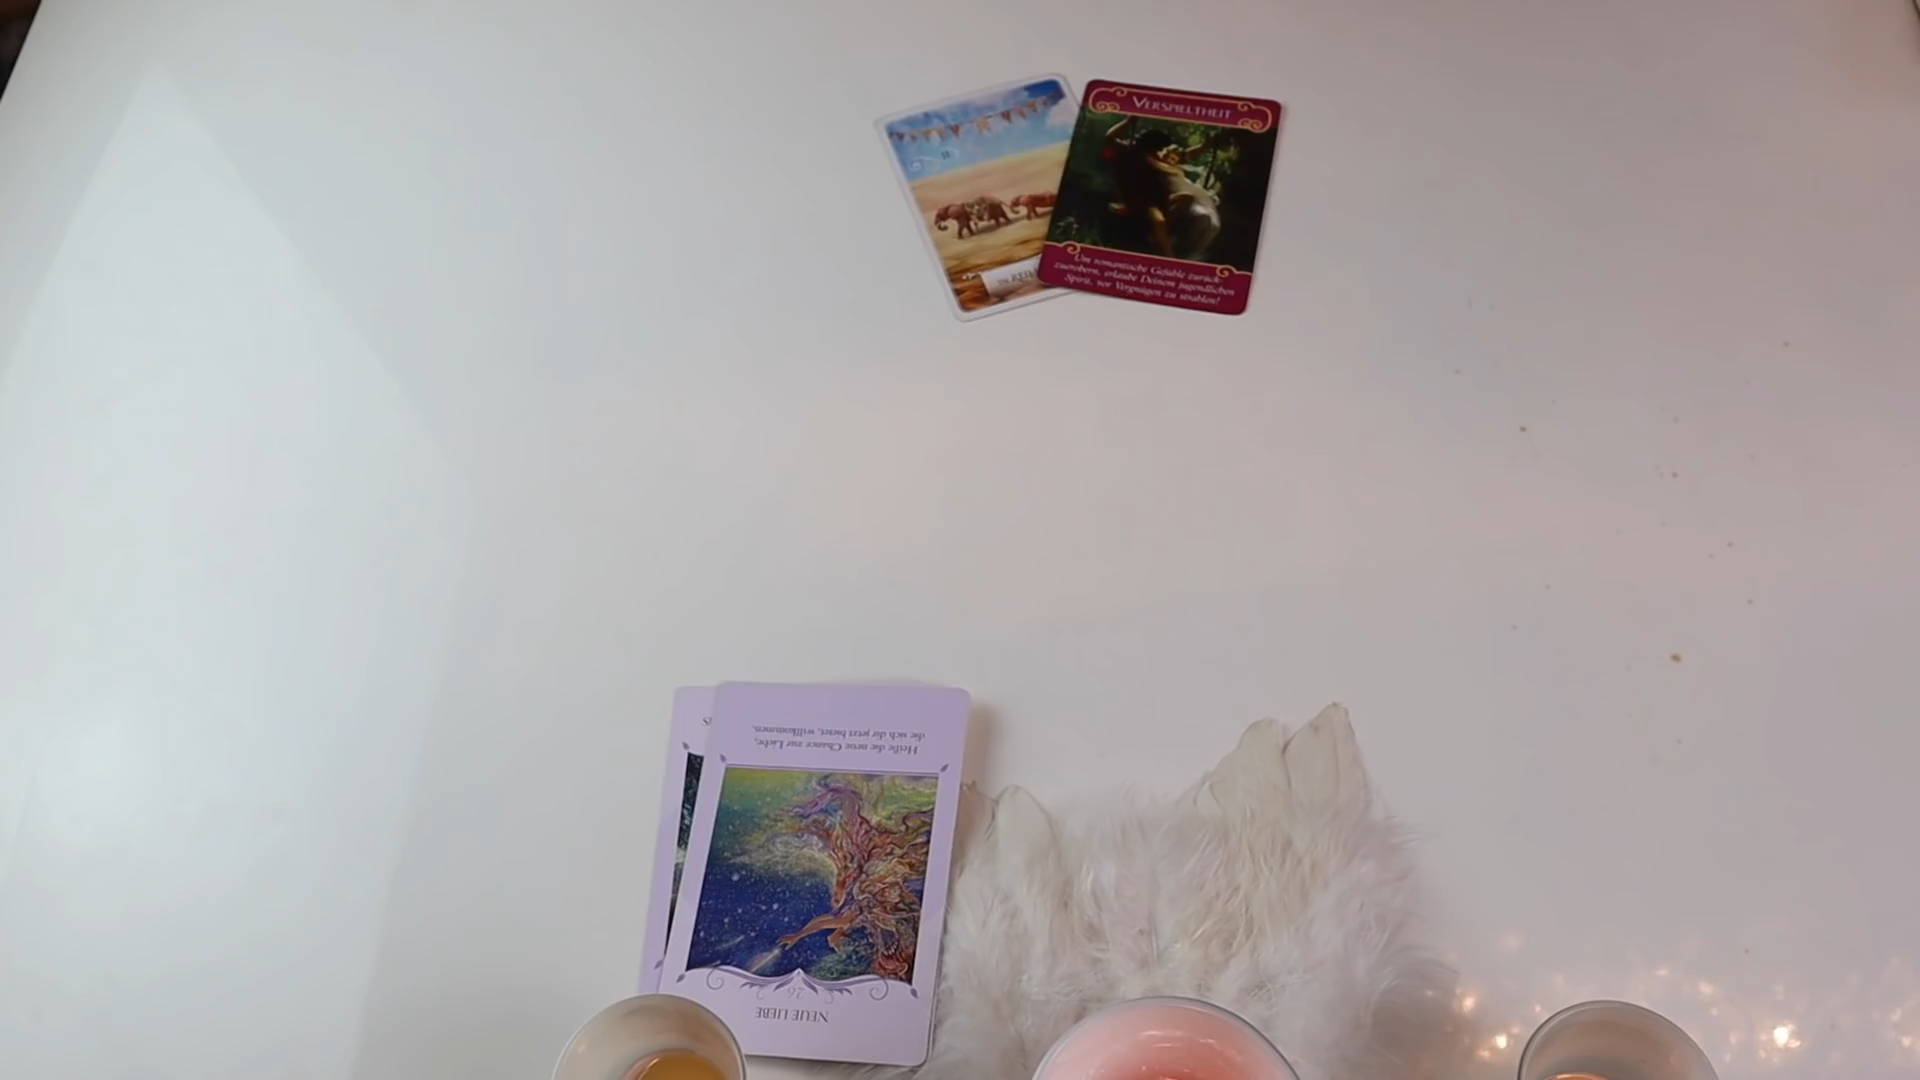 VERSPIELTHEIT
Um romantische Gefühle zurück-
zuerobern, erlaube Deinem jugendlichen
Spirit, vor Vergnügen zu strahlen!
Heiße die neue Chance zur Liebe,
die sich dir jetzt bietet, willkommen.
26
NEUE LIEBE